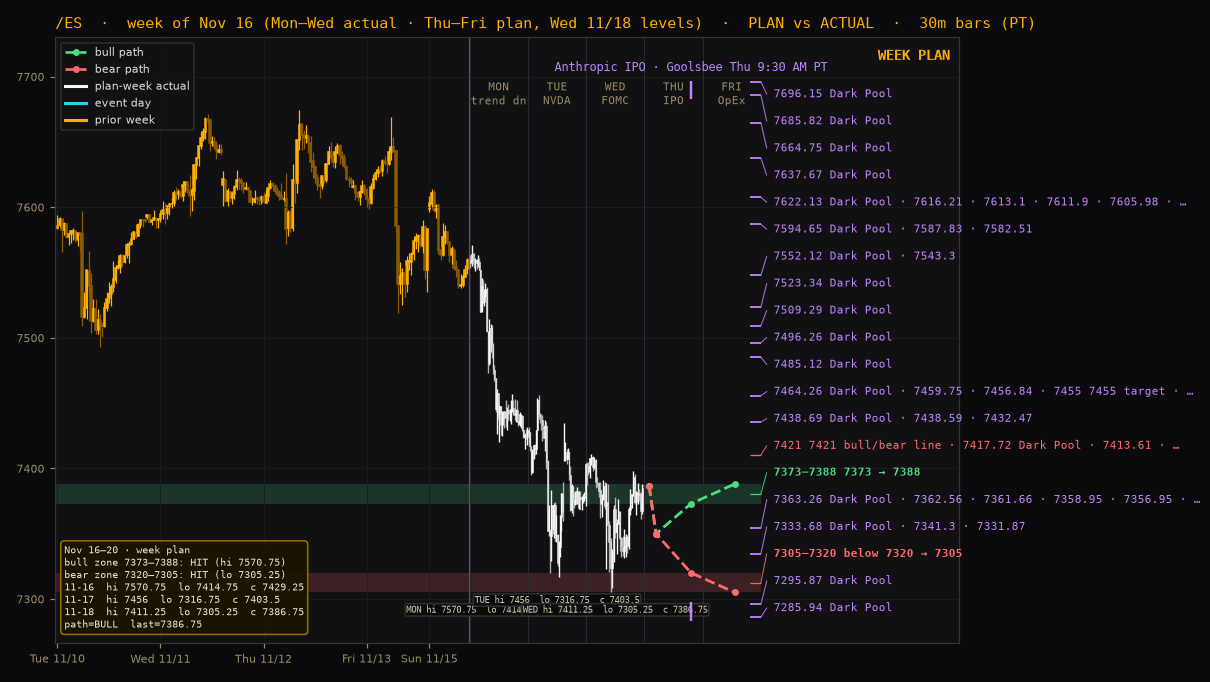 /ES · week of Nov 16 (Mon—Wed actual · Thu—Fri plan, Wed 11/18 levels) · PLAN vs ACTUAL · 30m bars (PT)
bull path
bear path
plan-week actual
event day
prior week
WEEK PLAN
Anthropic IPO · Goolsbee Thu 9:30 AM PT
MON
trend dn
TUE
NVDA
WED
FOMC
THU
IPO
FRI
OpEx
7700
7600
7500
7400
7300
7696.15 Dark Pool
7685.82 Dark Pool
7664.75 Dark Pool
7637.67 Dark Pool
7622.13 Dark Pool · 7616.21 · 7613.1 · 7611.9 · 7605.98 · …
7594.65 Dark Pool · 7587.83 · 7582.51
7552.12 Dark Pool · 7543.3
7523.34 Dark Pool
7509.29 Dark Pool
7496.26 Dark Pool
7485.12 Dark Pool
7464.26 Dark Pool · 7459.75 · 7456.84 · 7455 7455 target · …
7438.69 Dark Pool · 7438.59 · 7432.47
7421 7421 bull/bear line · 7417.72 Dark Pool · 7413.61 · …
7373—7388 7373 → 7388
7363.26 Dark Pool · 7362.56 · 7361.66 · 7358.95 · 7356.95 · …
7333.68 Dark Pool · 7341.3 · 7331.87
7305—7320 below 7320 → 7305
7295.87 Dark Pool
7285.94 Dark Pool
Nov 16—20 · week plan
bull zone 7373—7388: HIT (hi 7570.75)
bear zone 7320—7305: HIT (lo 7305.25)
11-16 hi 7570.75 lo 7414.75 c 7429.25
11-17 hi 7456 lo 7316.75 c 7403.5
11-18 hi 7411.25 lo 7305.25 c 7386.75
path=BULL last=7386.75
TUE hi 7456 lo 7316.75 c 7403.5
MON hi 7570.75 lo 7414
WED hi 7411.25 lo 7305.25 c 7386.75
Tue 11/10
Wed 11/11
Thu 11/12
Fri 11/13
Sun 11/15